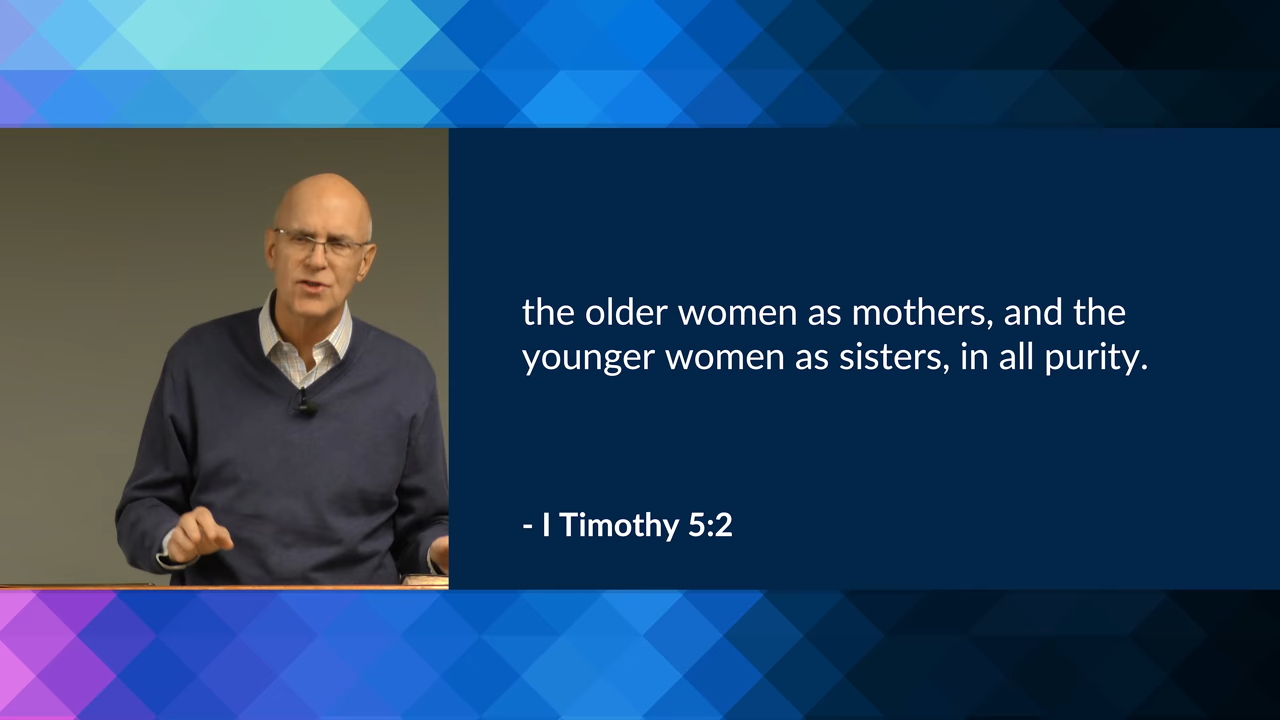 the older women as mothers, and the
younger women as sisters, in all purity.
- I Timothy 5:2